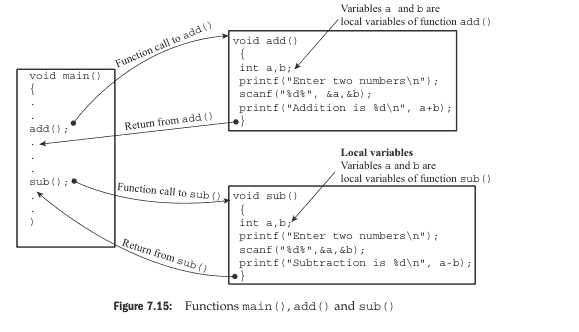 Variables a and b are
local variables of function add()
Function call to add()
void add()
{
int a,b;
printf("Enter two numbers\n");
scanf("%d%", &a,&b);
printf("Addition is %d\n", a+b);
}
void main()
{
.
.
add();
.
.
.
sub();
.
.
)
Return from add()
Local variables
Variables a and b are
local variables of function sub()
Function call to sub()
void sub()
{
int a,b;
printf("Enter two numbers\n");
scanf("%d%",&a,&b);
printf("Subtraction is %d\n", a-b);
}
Return from sub()
Figure 7.15: Functions main(), add() and sub()